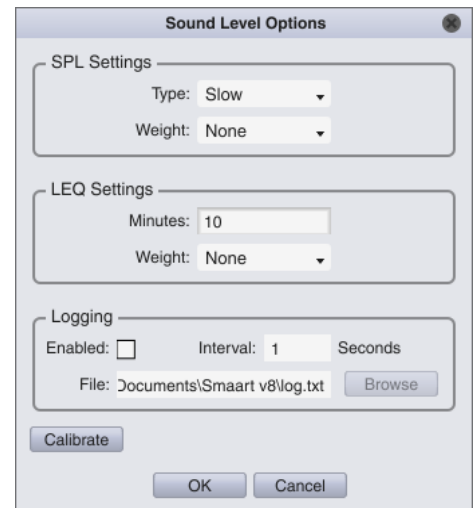 Sound Level Options
SPL Settings
Type: Slow
Weight: None
LEQ Settings
Minutes: 10
Weight: None
Logging
Enabled: Interval: 1 Seconds
File: Documents\Smaart v8\log.txt Browse
Calibrate
OK Cancel